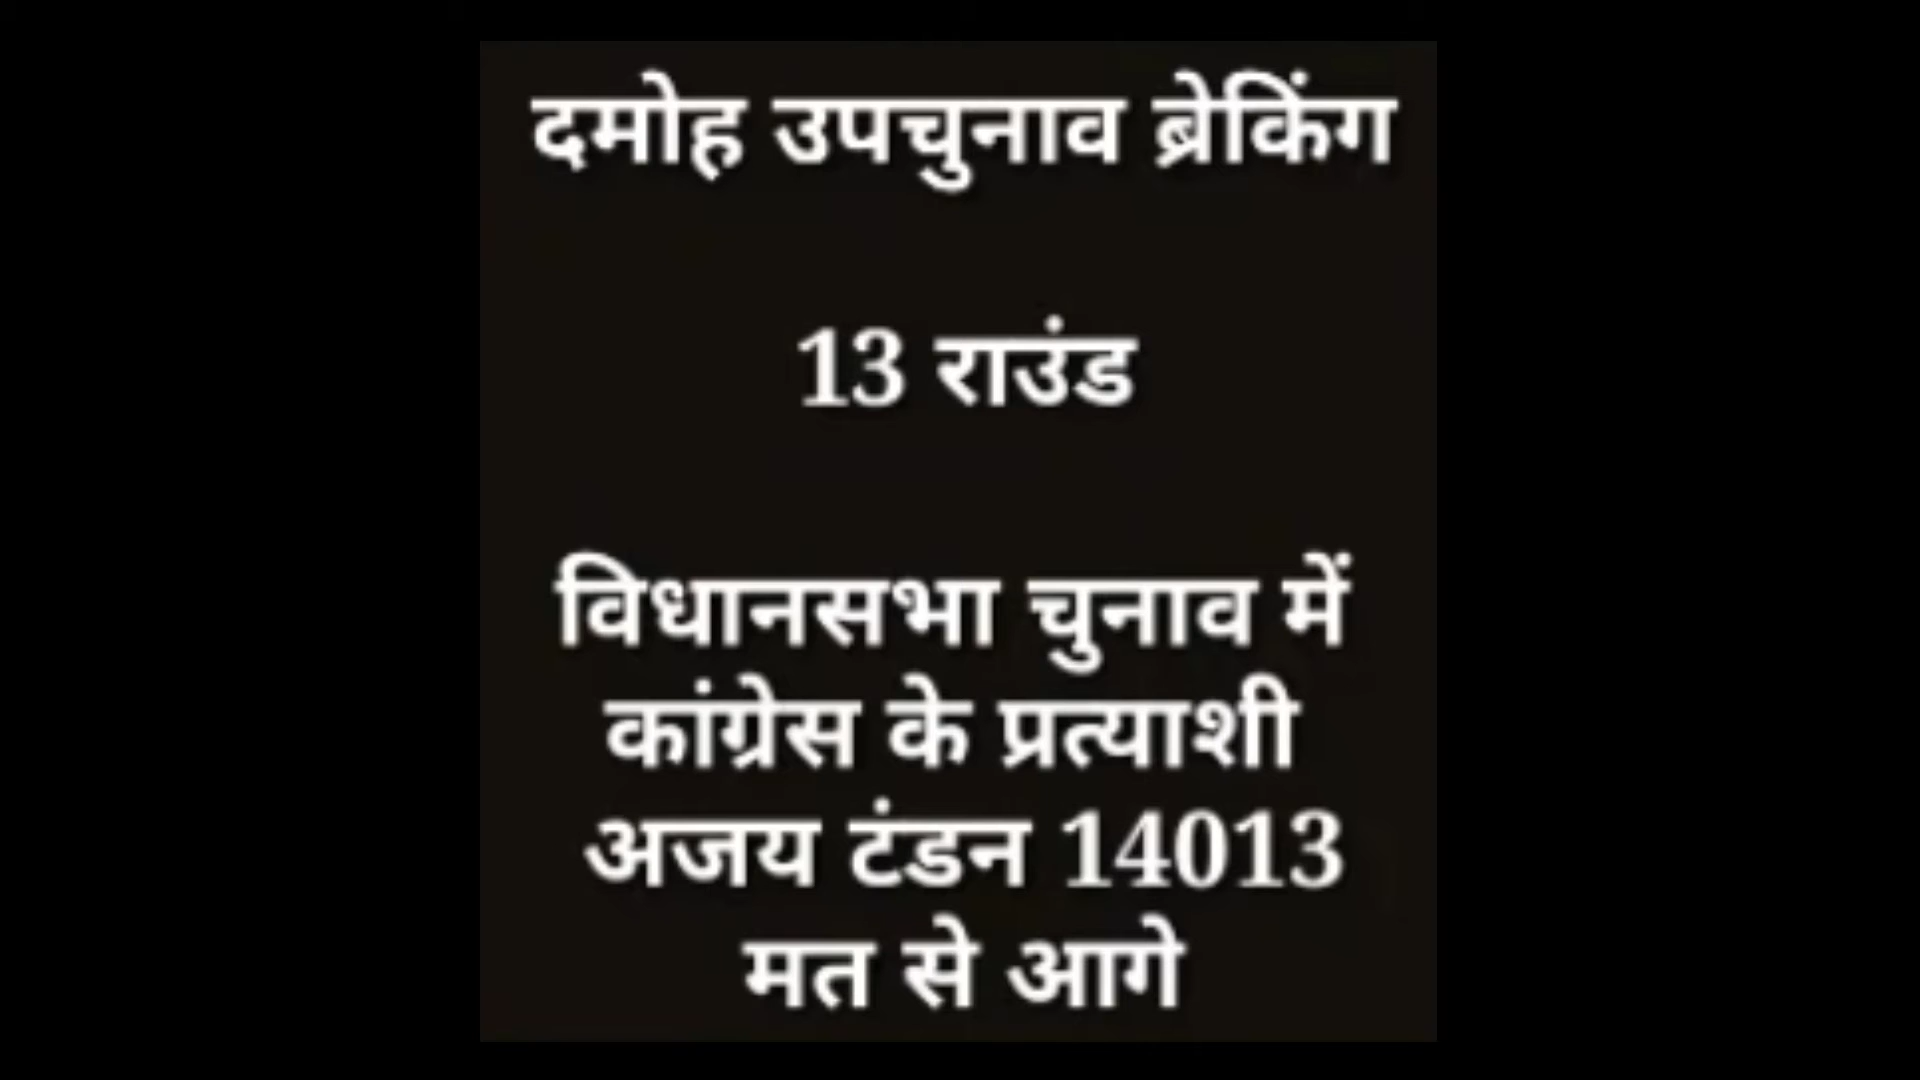 दमोह उपचुनाव ब्रेकिंग
13 राउंड
विधानसभा चुनाव में
कांग्रेस के प्रत्याशी
अजय टंडन 14013
मत से आगे